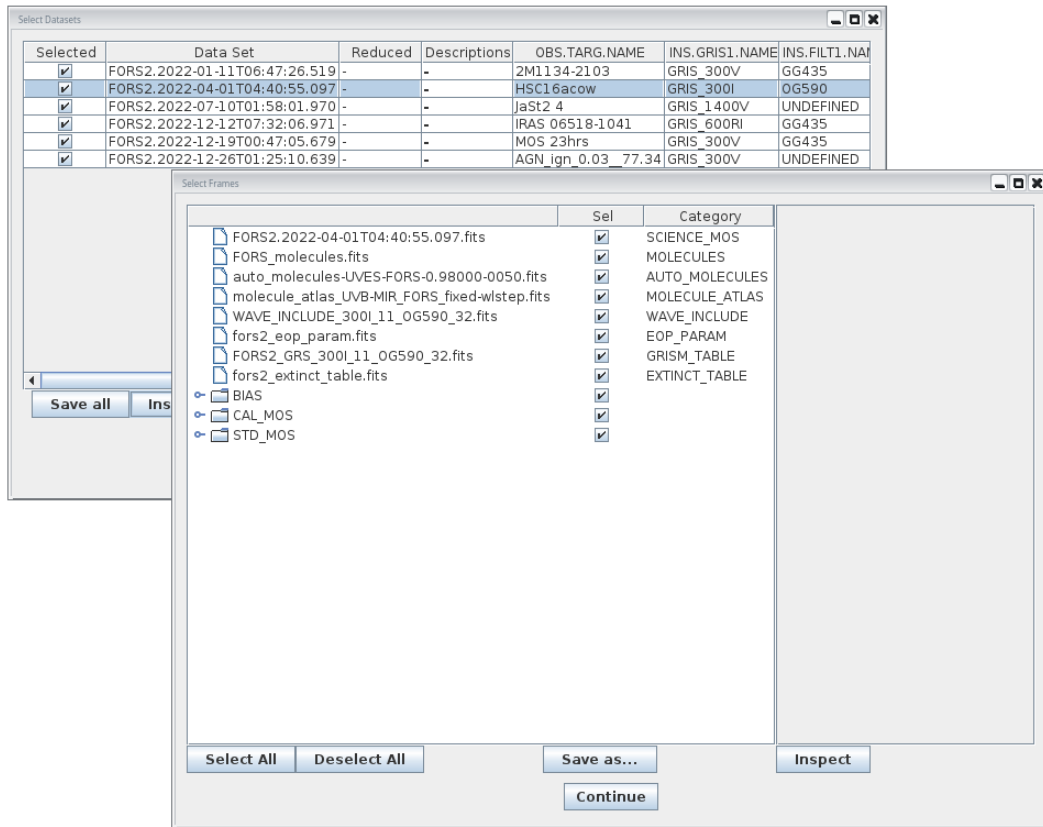 Select Datasets
Selected Data Set Reduced Descriptions OBS.TARG.NAME INS.GRIS1.NAME INS.FILT1.NAI
FORS2.2022-01-11T06:47:26.519 - - 2M1134-2103 GRIS_300V GG435
FORS2.2022-04-01T04:40:55.097 - - HSC16acow GRIS_300I OG590
FORS2.2022-07-10T01:58:01.970 - - JaSt2 4 GRIS_1400V UNDEFINED
FORS2.2022-12-12T07:32:06.971 - - IRAS 06518-1041 GRIS_600RI GG435
FORS2.2022-12-19T00:47:05.679 - - MOS 23hrs GRIS_300V GG435
FORS2.2022-12-26T01:25:10.639 - - AGN_ign_0.03__77.34 GRIS_300V UNDEFINED
Save all Ins
Select Frames
Sel Category
FORS2.2022-04-01T04:40:55.097.fits SCIENCE_MOS
FORS_molecules.fits MOLECULES
auto_molecules-UVES-FORS-0.98000-0050.fits AUTO_MOLECULES
molecule_atlas_UVB-MIR_FORS_fixed-wlstep.fits MOLECULE_ATLAS
WAVE_INCLUDE_300I_11_OG590_32.fits WAVE_INCLUDE
fors2_eop_param.fits EOP_PARAM
FORS2_GRS_300I_11_OG590_32.fits GRISM_TABLE
fors2_extinct_table.fits EXTINCT_TABLE
BIAS
CAL_MOS
STD_MOS
Select All Deselect All Save as... Inspect
Continue